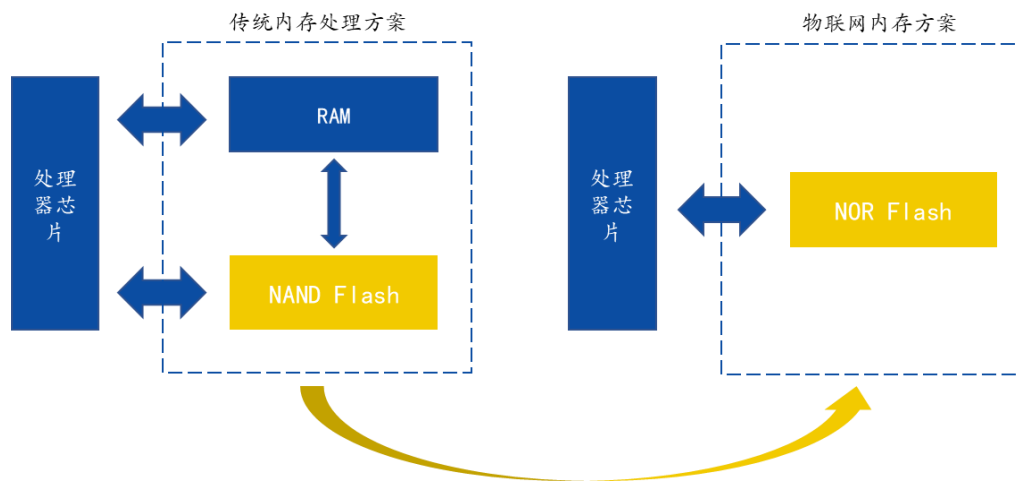 传统内存处理方案
物联网内存方案
处理
器芯
片
RAM
NAND Flash
处理
器芯
片
NOR Flash